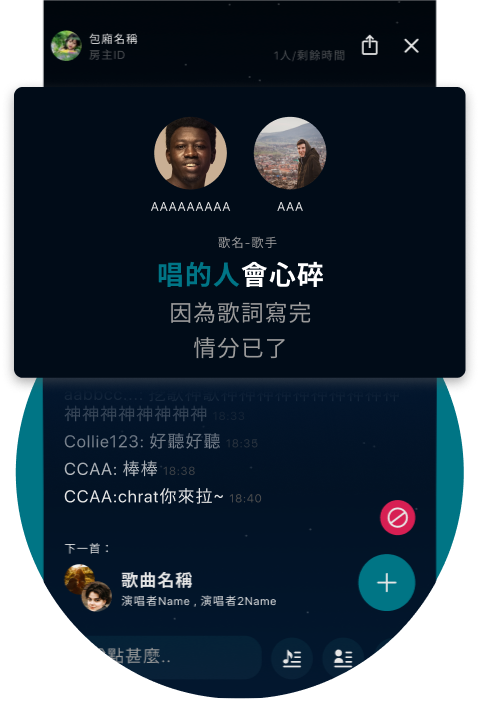 包廂名稱
房主ID
1人/剩餘時間
AAAAAAAAA
AAA
歌名-歌手
唱的人會心碎
因為歌詞寫完
情分已了
神神神神神神神神 18:33
Collie123: 好聽好聽 18:35
CCAA: 棒棒 18:38
CCAA:chrat你來拉~ 18:40
下一首：
歌曲名稱
演唱者Name , 演唱者2Name
點甚麼..